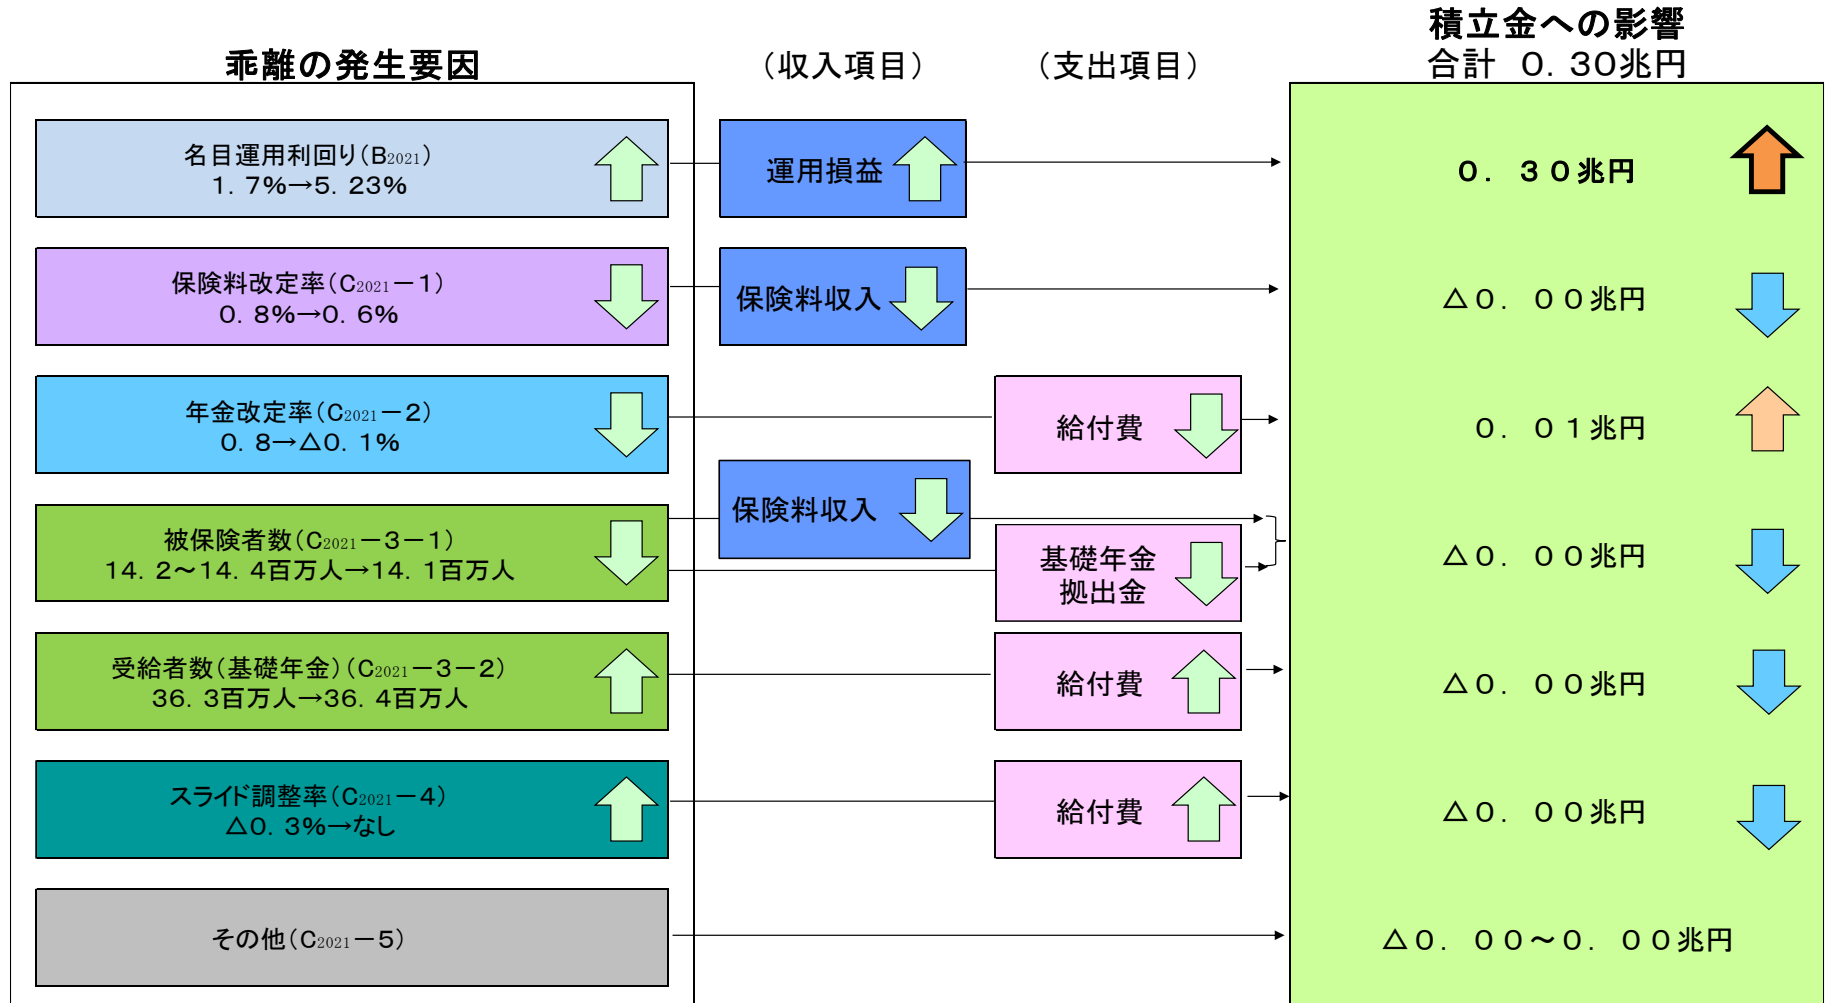 積立金への影響
合計 0.30兆円
乖離の発生要因
（収入項目）
（支出項目）
名目運用利回り（B2021）
1.7%→5.23%
運用損益
0.30兆円
保険料改定率（C2021－1）
0.8%→0.6%
保険料収入
△0.00兆円
年金改定率（C2021－2）
0.8→△0.1%
給付費
0.01兆円
被保険者数（C2021－3－1）
14.2～14.4百万人→14.1百万人
保険料収入
基礎年金
拠出金
△0.00兆円
受給者数（基礎年金）（C2021－3－2）
36.3百万人→36.4百万人
給付費
△0.00兆円
スライド調整率（C2021－4）
△0.3%→なし
給付費
△0.00兆円
その他（C2021－5）
△0.00～0.00兆円